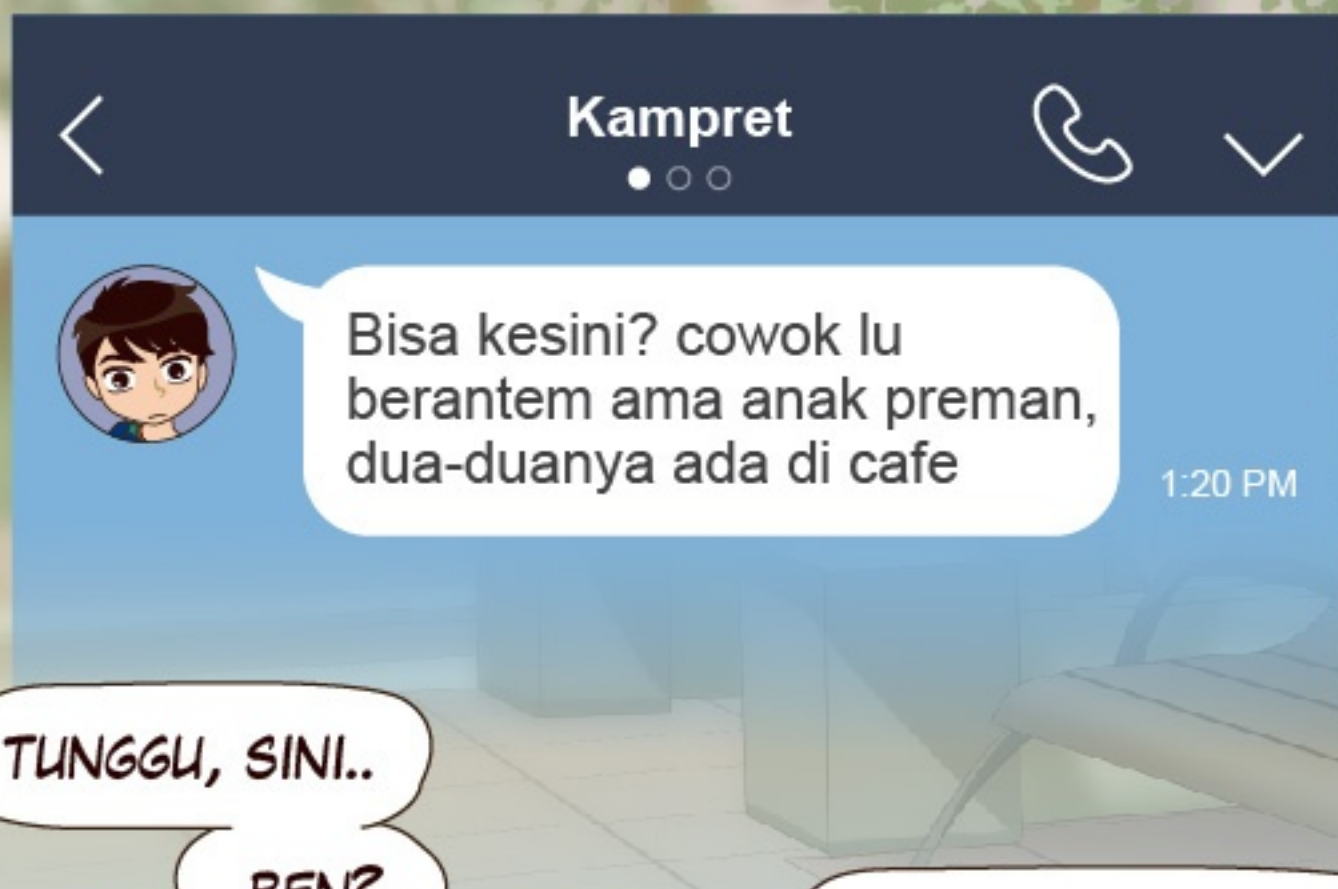 Kampret
Bisa kesini? cowok lu
berantem ama anak preman,
dua-duanya ada di cafe
1:20 PM
TUNGGU, SINI..
BEN?